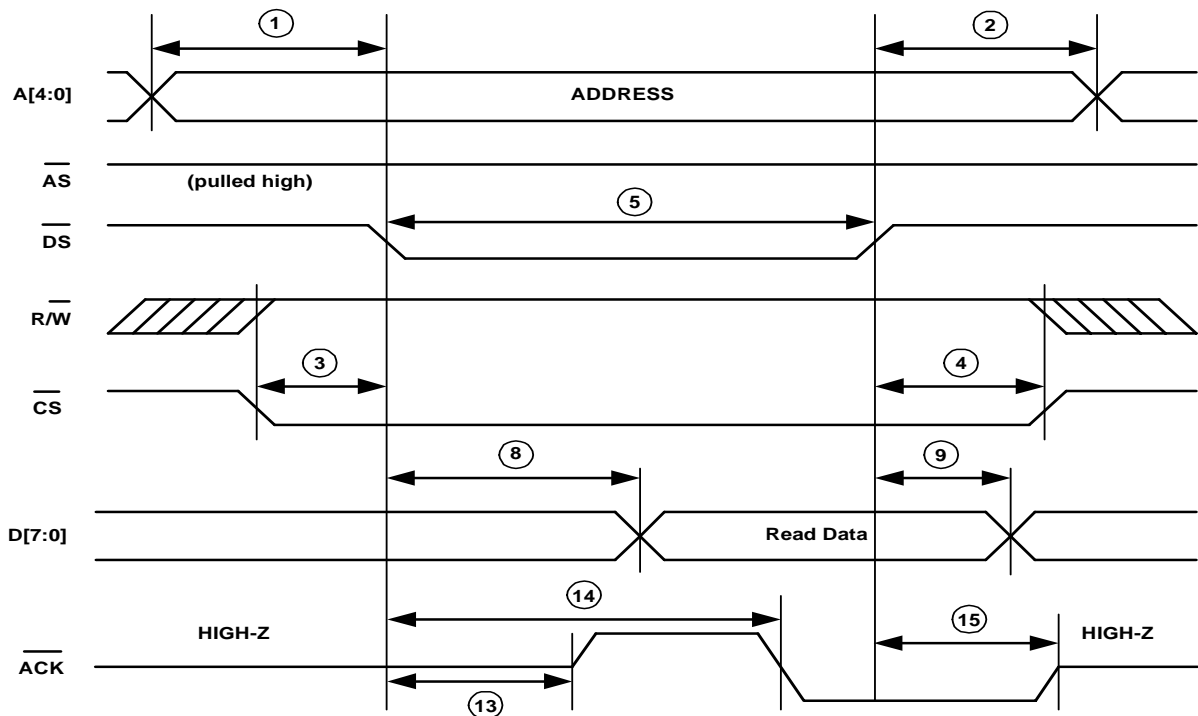 1
2
A[4:0]
ADDRESS
AS
(pulled high)
5
DS
R/W
3
4
CS
8
9
D[7:0]
Read Data
14
HIGH-Z
15
HIGH-Z
ACK
13